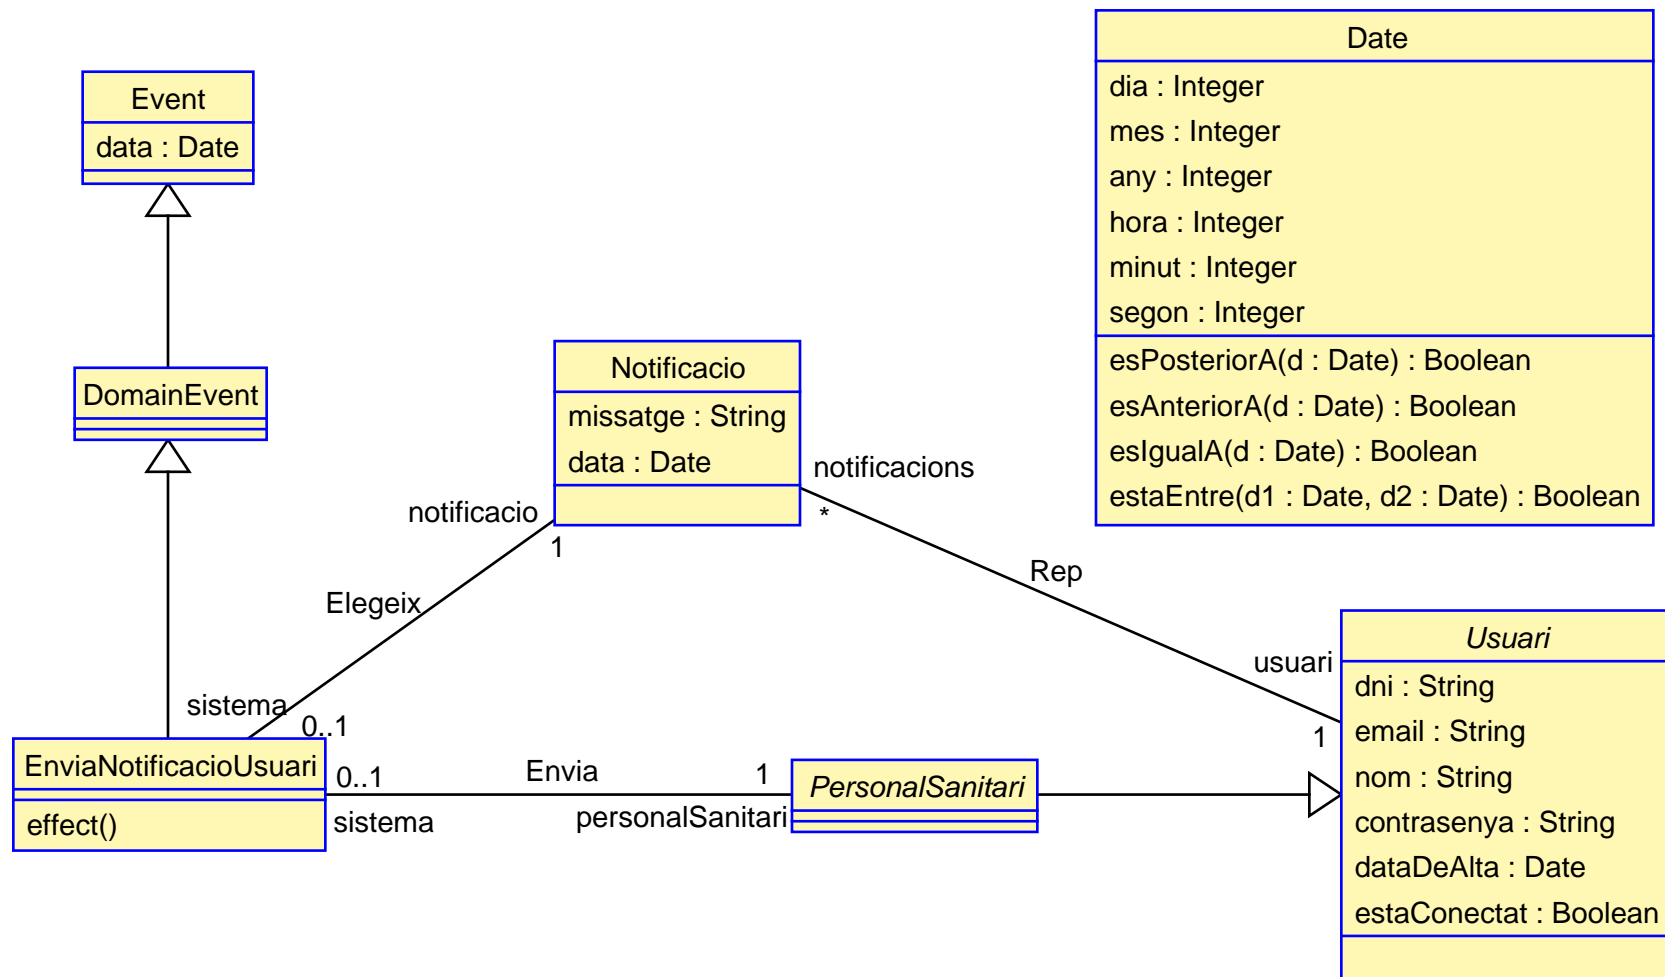 Date
dia : Integer
mes : Integer
any : Integer
hora : Integer
minut : Integer
segon : Integer
esPosteriorA(d : Date) : Boolean
esAnteriorA(d : Date) : Boolean
esIgualA(d : Date) : Boolean
estaEntre(d1 : Date, d2 : Date) : Boolean
Event
data : Date
DomainEvent
Notificacio
missatge : String
data : Date
notificacions
*
notificacio
1
Rep
Elegeix
usuari
1
sistema
0..1
Usuari
dni : String
email : String
nom : String
contrasenya : String
dataDeAlta : Date
estaConectat : Boolean
EnviaNotificacioUsuari
effect()
0..1
Envia
1
sistema
personalSanitari
PersonalSanitari